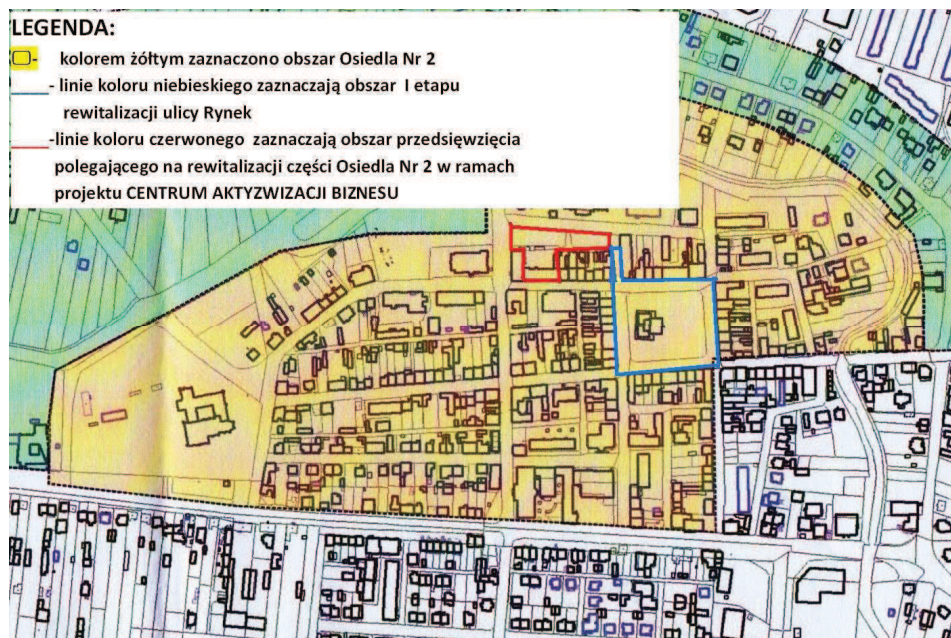 LEGENDA:
- kolorem żółtym zaznaczono obszar Osiedla Nr 2
- linie koloru niebieskiego zaznaczają obszar I etapu
rewitalizacji ulicy Rynek
-linie koloru czerwonego zaznaczają obszar przedsięwzięcia
polegającego na rewitalizacji części Osiedla Nr 2 w ramach
projektu CENTRUM AKTYZWIZACJI BIZNESU